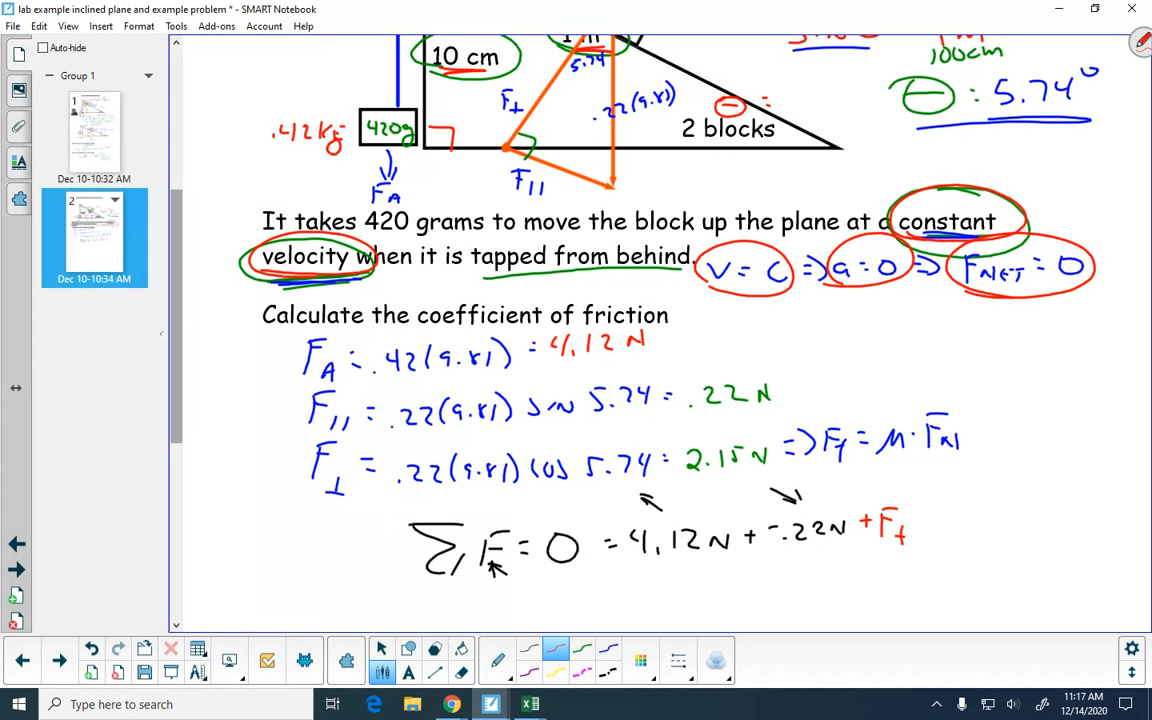 lab example inclined plane and example problem * - SMART Notebook
File Edit View Insert Format Tools Add-ons Account Help
Auto-hide
Group 1
1
Dec 10-10:32 AM
2
Dec 10-10:34 AM
10 cm
5.74
100cm
F⊥
.22(9.81)
Θ :
Θ : 5.74°
.42kg
420g
2 blocks
F||
FA
It takes 420 grams to move the block up the plane at a constant
velocity when it is tapped from behind. V = C => a = 0 => FNET = 0
Calculate the coefficient of friction
FA = .42(9.81) = 4.12 N
F|| = .22(9.81) sin 5.74 = .22 N
F⊥ = .22(9.81) cos 5.74 = 2.15 N => Ff = μ · FN
∑F = 0 = 4.12 N + -.22N + Ff
Type here to search
11:17 AM
12/14/2020